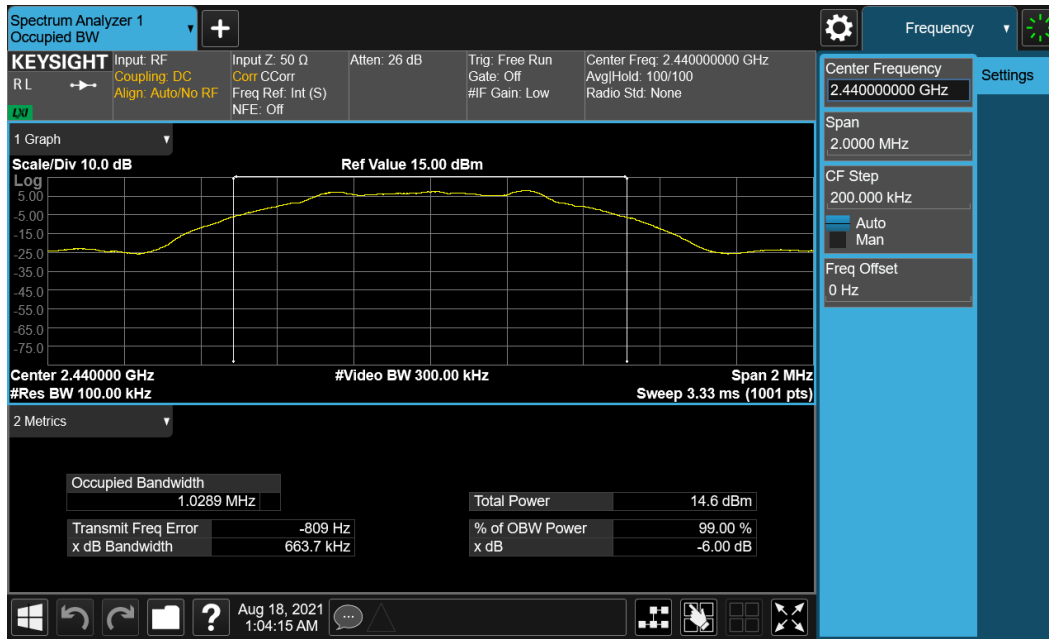 Spectrum Analyzer 1
Occupied BW
Frequency
KEYSIGHT
R L
LXI
Input: RF
Coupling: DC
Align: Auto/No RF
Input Z: 50 Ω
Corr CCorr
Freq Ref: Int (S)
NFE: Off
Atten: 26 dB
Trig: Free Run
Gate: Off
#IF Gain: Low
Center Freq: 2.440000000 GHz
Avg|Hold: 100/100
Radio Std: None
Center Frequency
2.440000000 GHz
Settings
Span
2.0000 MHz
CF Step
200.000 kHz
Auto
Man
Freq Offset
0 Hz
1 Graph
Scale/Div 10.0 dB
Ref Value 15.00 dBm
Log
5.00
-5.00
-15.0
-25.0
-35.0
-45.0
-55.0
-65.0
-75.0
Center 2.440000 GHz
#Video BW 300.00 kHz
Span 2 MHz
#Res BW 100.00 kHz
Sweep 3.33 ms (1001 pts)
2 Metrics
Occupied Bandwidth
1.0289 MHz
Total Power 14.6 dBm
Transmit Freq Error -809 Hz
% of OBW Power 99.00 %
x dB Bandwidth 663.7 kHz
x dB -6.00 dB
?
Aug 18, 2021
1:04:15 AM